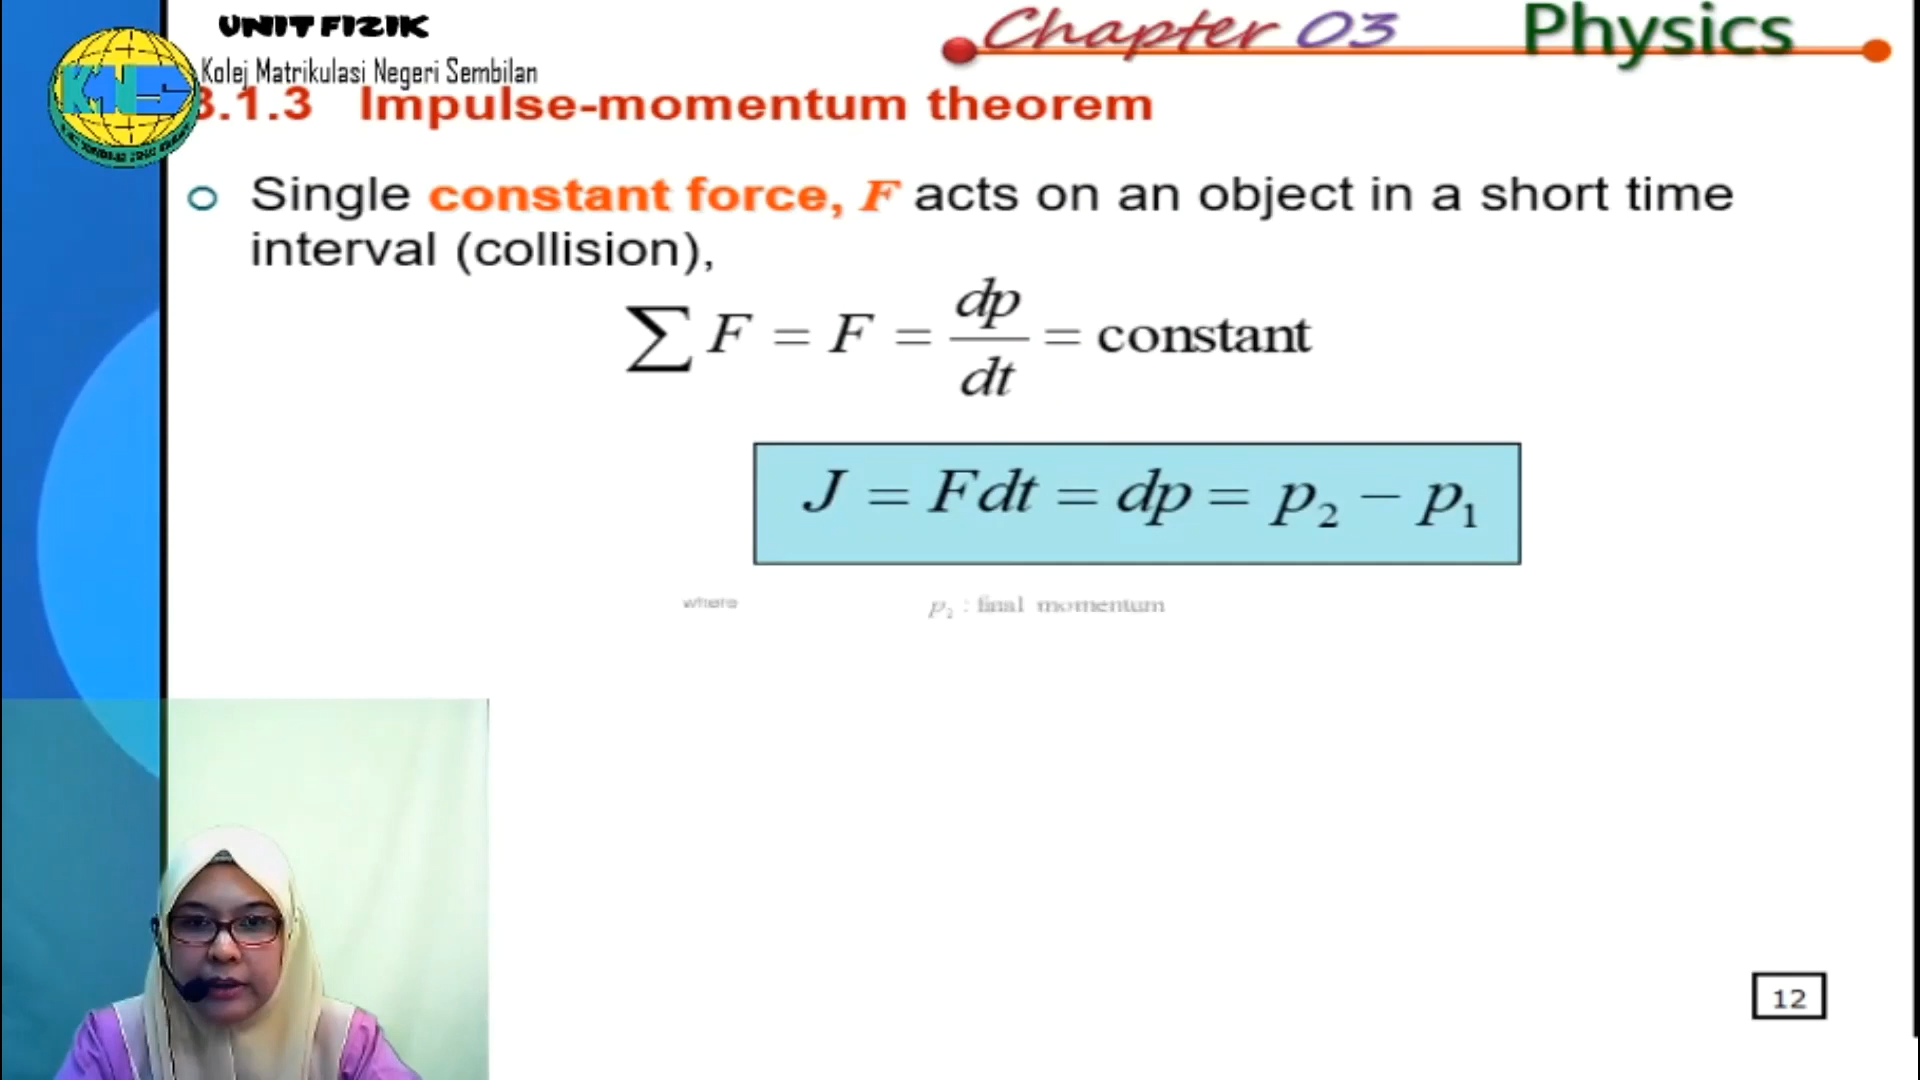 UNIT FIZIK
Kolej Matrikulasi Negeri Sembilan
Chapter 03 Physics
3.1.3 Impulse-momentum theorem
Single constant force, F acts on an object in a short time
interval (collision),
∑ F = F = dp/dt = constant
J = Fdt = dp = p₂ − p₁
where p₂ : final momentum
12